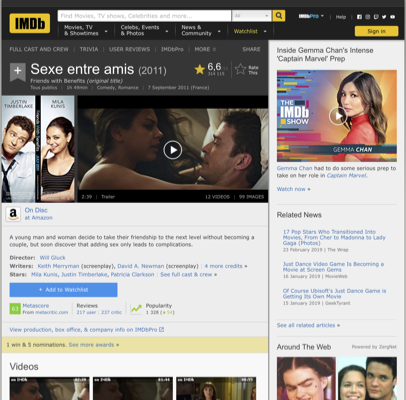 IMDb
Find Movies, TV shows, Celebrities and more...
All
IMDbPro
Help
Movies, TV & Showtimes
Celebs, Events & Photos
News & Community
Watchlist
Sign in
FULL CAST AND CREW | TRIVIA | USER REVIEWS | IMDbPro | MORE
SHARE
Sexe entre amis (2011)
Friends with Benefits (original title)
Tous publics | 1h 49min | Comedy, Romance | 7 September 2011 (France)
6,6
Rate This
JUSTIN TIMBERLAKE
MILA KUNIS
2:39 | Trailer
12 VIDEOS | 99 IMAGES
On Disc
at Amazon
A young man and woman decide to take their friendship to the next level without becoming a
couple, but soon discover that adding sex only leads to complications.
Director: Will Gluck
Writers: Keith Merryman (screenplay), David A. Newman (screenplay) | 4 more credits »
Stars: Mila Kunis, Justin Timberlake, Patricia Clarkson | See full cast & crew »
+ Add to Watchlist
Metascore
From metacritic.com
Reviews
217 user | 237 critic
Popularity
View production, box office, & company info on IMDbPro
1 win & 5 nominations. See more awards »
Videos
Inside Gemma Chan's Intense
'Captain Marvel' Prep
THE
IMDb
SHOW
GEMMA CHAN
Gemma Chan had to do some serious prep
to take on her role in Captain Marvel.
Watch now »
Related News
17 Pop Stars Who Transitioned Into
Movies, From Cher to Madonna to Lady
Gaga (Photos)
23 February 2019 | The Wrap
Just Dance Video Game Is Becoming a
Movie at Screen Gems
16 January 2019 | MovieWeb
Of Course Ubisoft's Just Dance game is
Getting Its Own Movie
15 January 2019 | GeekTyrant
See all related articles »
Around The Web
Powered by ZergNet